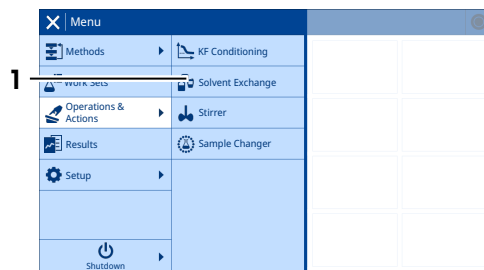 Menu
Methods
KF Conditioning
1
Work Sets
Solvent Exchange
Operations &
Actions
Stirrer
Results
Sample Changer
Setup
Shutdown